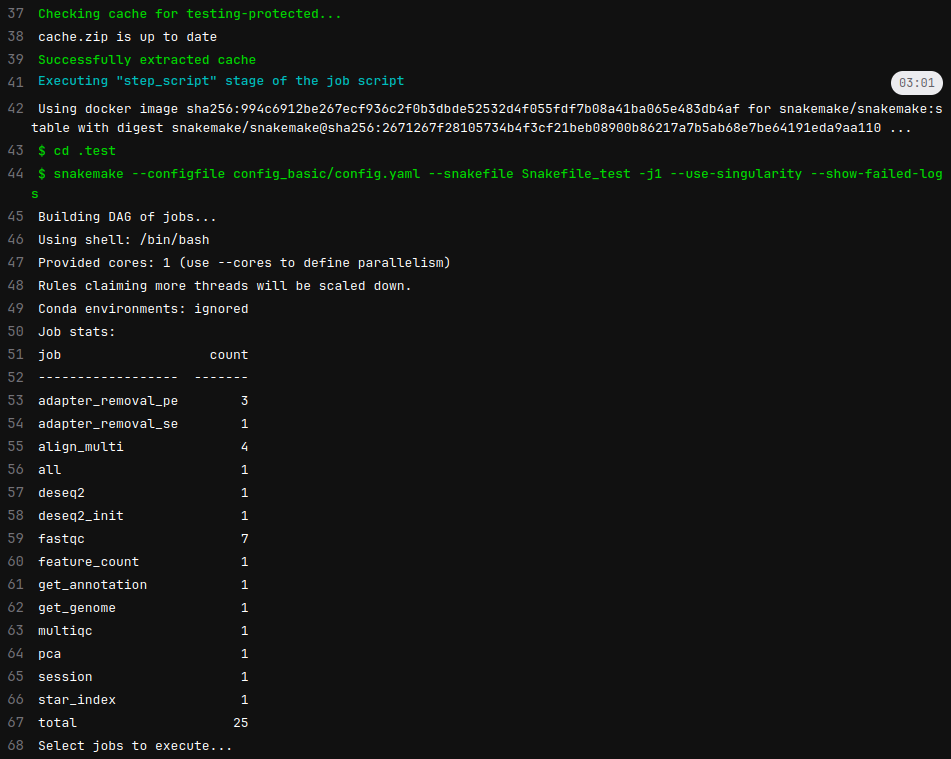 37 Checking cache for testing-protected...
38 cache.zip is up to date
39 Successfully extracted cache
41 Executing "step_script" stage of the job script 03:01
42 Using docker image sha256:994c6912be267ecf936c2f0b3dbde52532d4f055fdf7b08a41ba065e483db4af for snakemake/snakemake:s
table with digest snakemake/snakemake@sha256:2671267f28105734b4f3cf21beb08900b86217a7b5ab68e7be64191eda9aa110 ...
43 $ cd .test
44 $ snakemake --configfile config_basic/config.yaml --snakefile Snakefile_test -j1 --use-singularity --show-failed-log
s
45 Building DAG of jobs...
46 Using shell: /bin/bash
47 Provided cores: 1 (use --cores to define parallelism)
48 Rules claiming more threads will be scaled down.
49 Conda environments: ignored
50 Job stats:
51 job count
52 ------------------ -------
53 adapter_removal_pe 3
54 adapter_removal_se 1
55 align_multi 4
56 all 1
57 deseq2 1
58 deseq2_init 1
59 fastqc 7
60 feature_count 1
61 get_annotation 1
62 get_genome 1
63 multiqc 1
64 pca 1
65 session 1
66 star_index 1
67 total 25
68 Select jobs to execute...